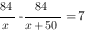 84/x - 84/(x + 50) = 7